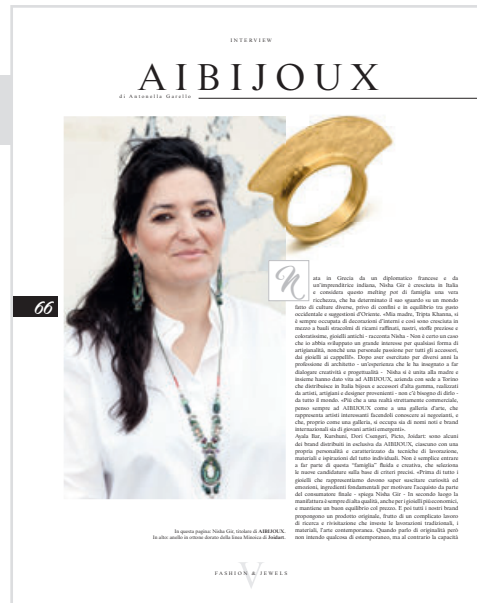 INTERVIEW
AIBIJOUX
di Antonella Garello
66
N
ata in Grecia da un diplomatico francese e da
un'imprenditrice indiana, Nisha Gir è cresciuta in Italia
e considera questo melting pot di famiglia una vera
ricchezza, che ha determinato il suo sguardo su un mondo
fatto di culture diverse, privo di confini e in equilibrio tra gusto
occidentale e suggestioni d'Oriente. «Mia madre, Tripta Khanna, si
è sempre occupata di decorazioni d'interni e così sono cresciuta in
mezzo a bauli stracolmi di ricami raffinati, nastri, stoffe preziose e
coloratissime, gioielli antichi - racconta Nisha - Non è certo un caso
che io abbia sviluppato un grande interesse per qualsiasi forma di
artigianalità, nonché una personale passione per tutti gli accessori,
dai gioielli ai cappelli». Dopo aver esercitato per diversi anni la
professione di architetto - un'esperienza che le ha insegnato a far
dialogare creatività e progettualità - Nisha si è unita alla madre e
insieme hanno dato vita ad AIBIJOUX, azienda con sede a Torino
che distribuisce in Italia bijoux e accessori d'alta gamma, realizzati
da artisti, artigiani e designer provenienti - non c'è bisogno di dirlo -
da tutto il mondo. «Più che a una realtà strettamente commerciale,
penso sempre ad AIBIJOUX come a una galleria d'arte, che
rappresenta artisti interessanti facendoli conoscere ai negozianti, e
che, proprio come una galleria, si occupa sia di nomi noti e brand
internazionali sia di giovani artisti emergenti».
Ayala Bar, Kurshuni, Dori Csengeri, Picto, Joidart: sono alcuni
dei brand distribuiti in esclusiva da AIBIJOUX, ciascuno con una
propria personalità e caratterizzato da tecniche di lavorazione,
materiali e ispirazioni del tutto individuali. Non è semplice entrare
a far parte di questa "famiglia" fluida e creativa, che seleziona
le nuove candidature sulla base di criteri precisi. «Prima di tutto i
gioielli che rappresentiamo devono saper suscitare curiosità ed
emozioni, ingredienti fondamentali per motivare l'acquisto da parte
del consumatore finale - spiega Nisha Gir - In secondo luogo la
manifattura è sempre di alta qualità, anche per i gioielli più economici,
e mantiene un buon equilibrio col prezzo. E poi tutti i nostri brand
propongono un prodotto originale, frutto di un complicato lavoro
di ricerca e rivisitazione che investe le lavorazioni tradizionali, i
materiali, l'arte contemporanea. Quando parlo di originalità però
non intendo qualcosa di estemporaneo, ma al contrario la capacità
In questa pagina: Nisha Gir, titolare di AIBIJOUX.
In alto: anello in ottone dorato della linea Mimnica di Joidart.
V
FASHION & JEWELS